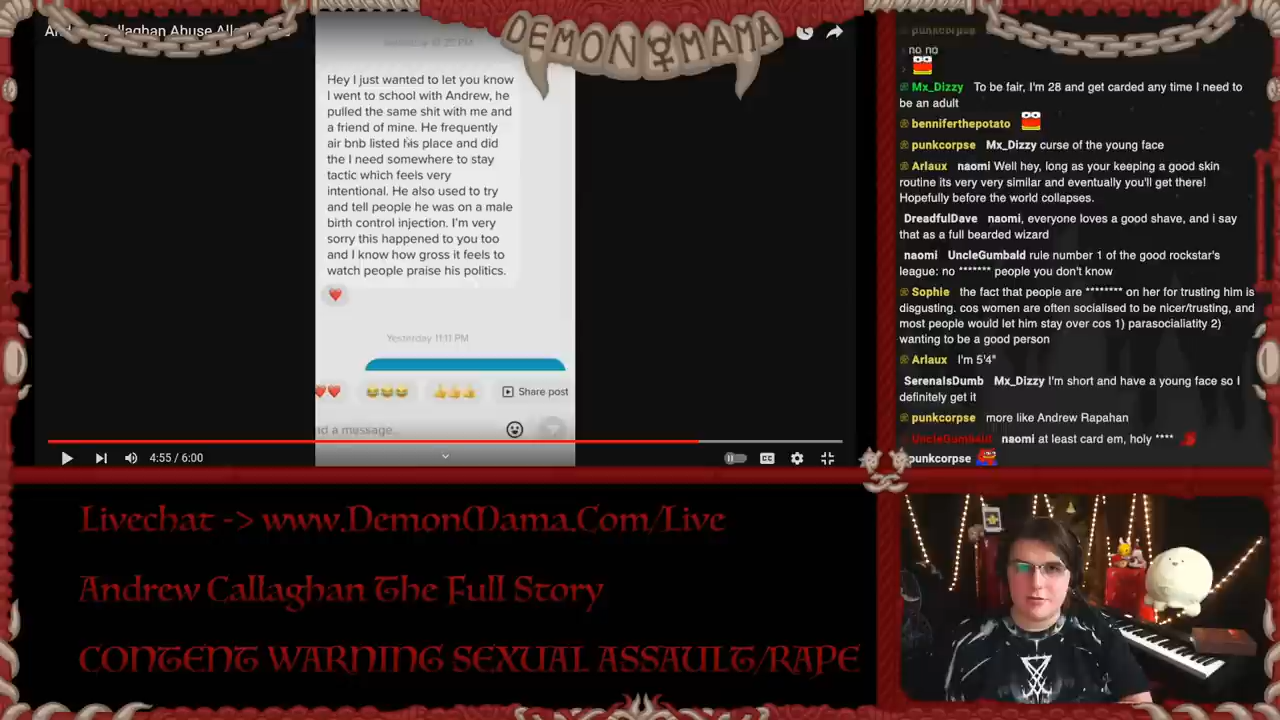 DEMON MAMA
Yesterday 10:20 PM
Hey I just wanted to let you know
I went to school with Andrew, he
pulled the same shit with me and
a friend of mine. He frequently
air bnb listed his place and did
the I need somewhere to stay
tactic which feels very
intentional. He also used to try
and tell people he was on a male
birth control injection. I'm very
sorry this happened to you too
and I know how gross it feels to
watch people praise his politics.
Yesterday 11:11 PM
Share post
a message...
4:55 / 6:00
punkcorpse
no no
Mx_Dizzy To be fair, I'm 28 and get carded any time I need to
be an adult
benniferthepotato
punkcorpse Mx_Dizzy curse of the young face
Arlaux naomi Well hey, long as your keeping a good skin
routine its very very similar and eventually you'll get there!
Hopefully before the world collapses.
DreadfulDave naomi, everyone loves a good shave, and i say
that as a full bearded wizard
naomi UncleGumbald rule number 1 of the good rockstar's
league: no ******* people you don't know
Sophie the fact that people are ******** on her for trusting him is
disgusting. cos women are often socialised to be nicer/trusting, and
most people would let him stay over cos 1) parasocialiatity 2)
wanting to be a good person
Arlaux I'm 5'4"
SerenaIsDumb Mx_Dizzy I'm short and have a young face so I
definitely get it
punkcorpse more like Andrew Rapahan
UncleGumbald naomi at least card em, holy ****
punkcorpse
Livechat -> www.DemonMama.Com/Live
Andrew Callaghan The Full Story
CONTENT WARNING SEXUAL ASSAULT/RAPE